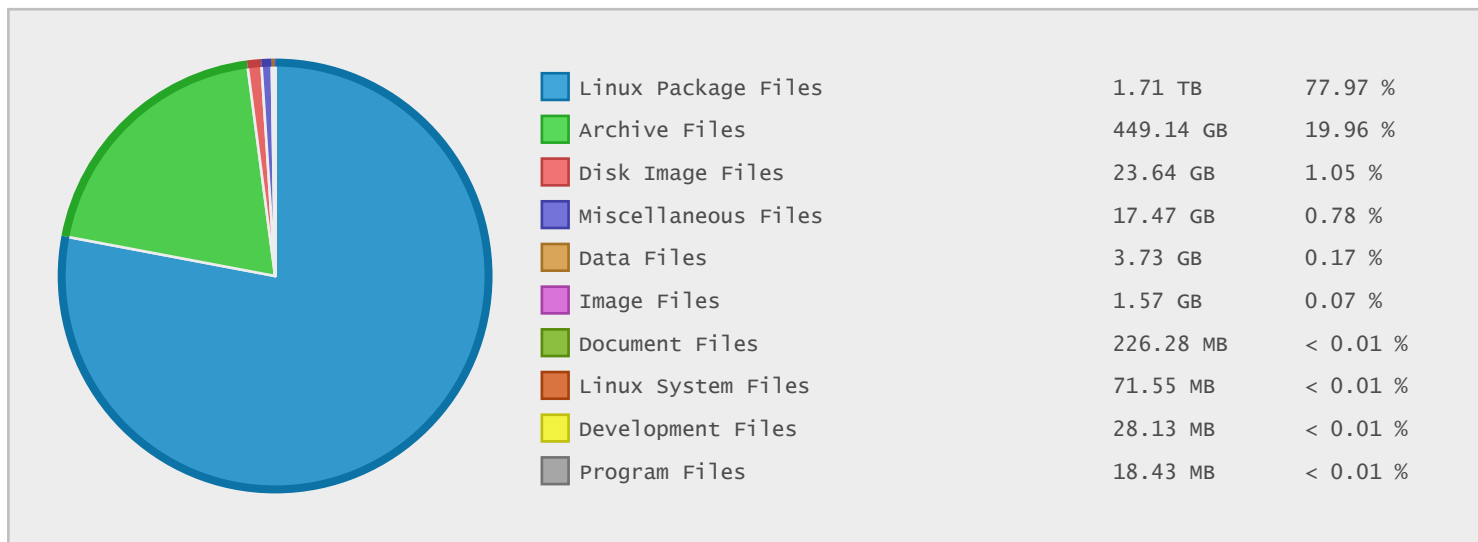 Linux Package Files 1.71 TB 77.97 %
Archive Files 449.14 GB 19.96 %
Disk Image Files 23.64 GB 1.05 %
Miscellaneous Files 17.47 GB 0.78 %
Data Files 3.73 GB 0.17 %
Image Files 1.57 GB 0.07 %
Document Files 226.28 MB < 0.01 %
Linux System Files 71.55 MB < 0.01 %
Development Files 28.13 MB < 0.01 %
Program Files 18.43 MB < 0.01 %